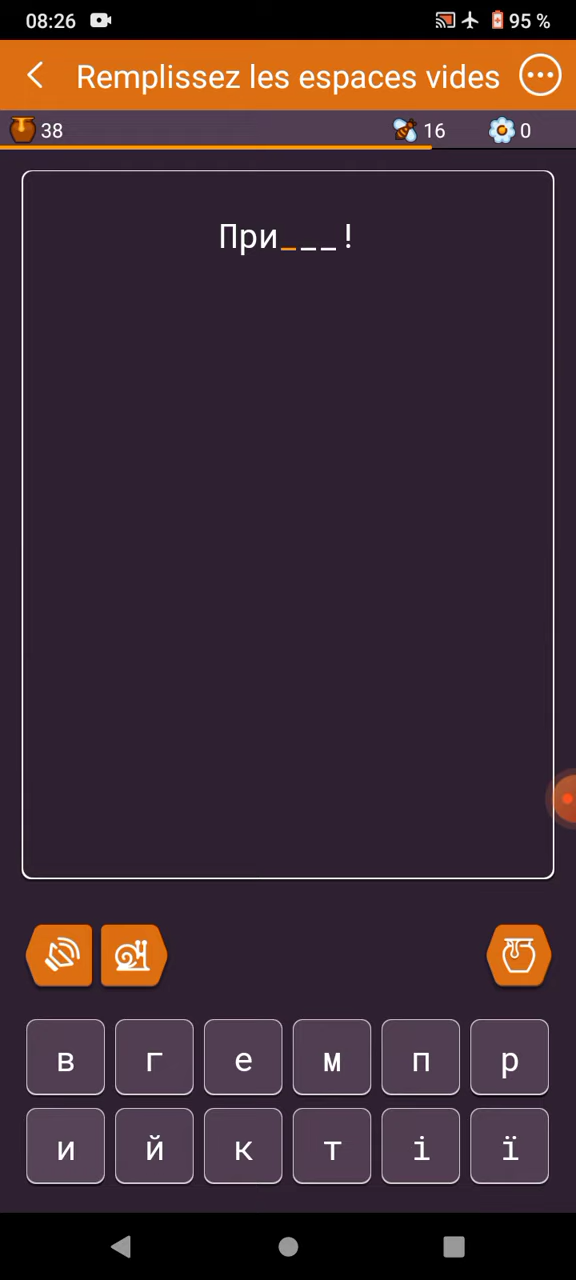 08:26
95 %
Remplissez les espaces vides
38
16
0
При___!
в г е м п р
и й к т і ї